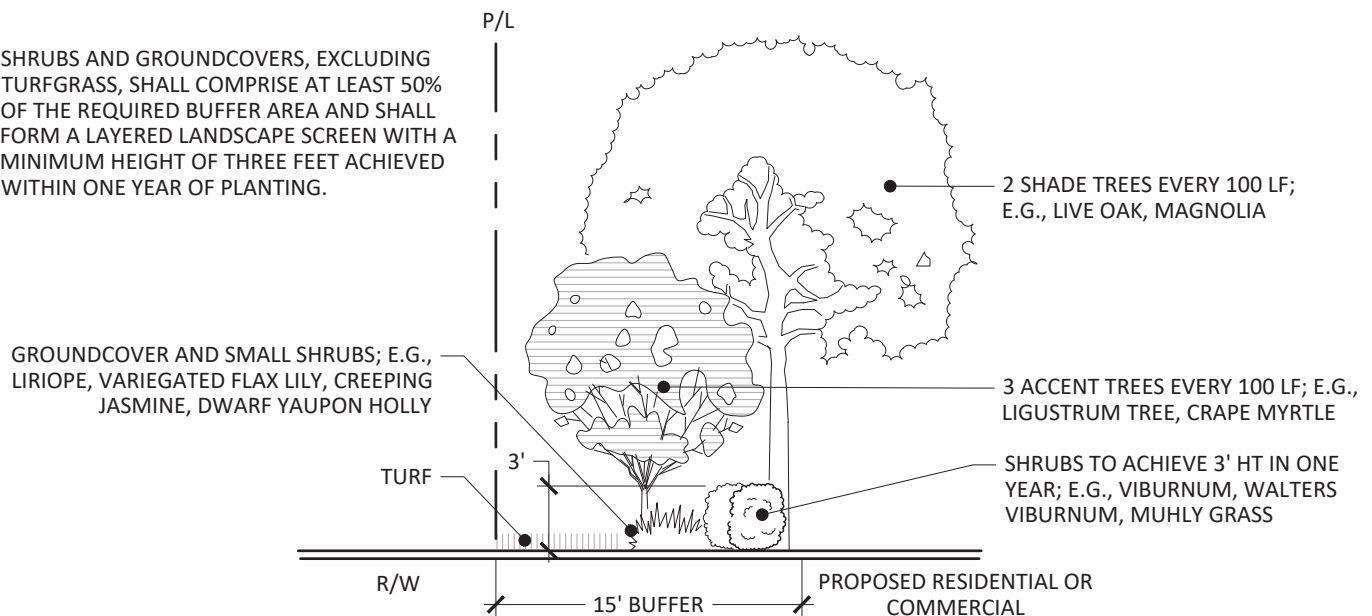 P/L
SHRUBS AND GROUNDCOVERS, EXCLUDING
TURFGRASS, SHALL COMPRISE AT LEAST 50%
OF THE REQUIRED BUFFER AREA AND SHALL
FORM A LAYERED LANDSCAPE SCREEN WITH A
MINIMUM HEIGHT OF THREE FEET ACHIEVED
WITHIN ONE YEAR OF PLANTING.
2 SHADE TREES EVERY 100 LF;
E.G., LIVE OAK, MAGNOLIA
GROUNDCOVER AND SMALL SHRUBS; E.G.,
LIRIOPE, VARIEGATED FLAX LILY, CREEPING
JASMINE, DWARF YAUPON HOLLY
3 ACCENT TREES EVERY 100 LF; E.G.,
LIGUSTRUM TREE, CRAPE MYRTLE
3'
TURF
SHRUBS TO ACHIEVE 3' HT IN ONE
YEAR; E.G., VIBURNUM, WALTERS
VIBURNUM, MUHLY GRASS
R/W
15' BUFFER
PROPOSED RESIDENTIAL OR
COMMERCIAL